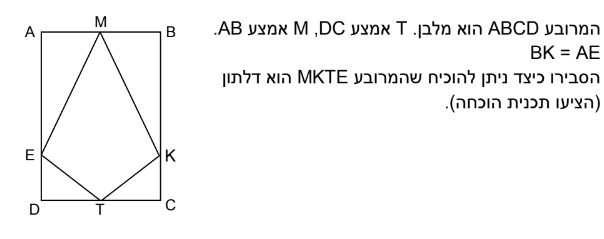 המרובע ABCD הוא מלבן. T אמצע DC, M אמצע AB.
BK = AE
הסבירו כיצד ניתן להוכיח שהמרובע MKTE הוא דלתון
(הציעו תכנית הוכחה).
A M B
E K
D T C